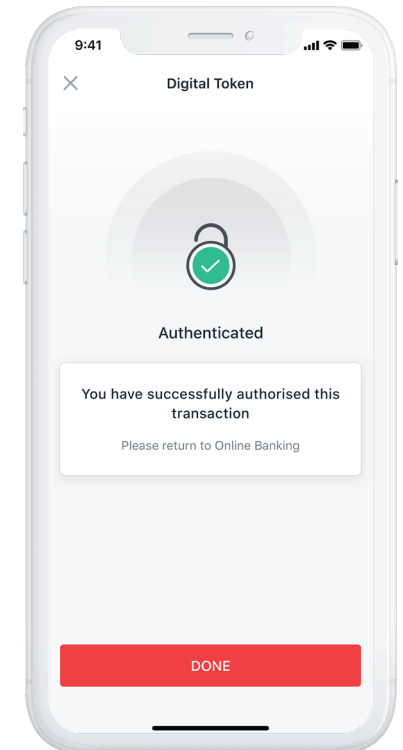 9:41
Digital Token
Authenticated
You have successfully authorised this
transaction
Please return to Online Banking
DONE